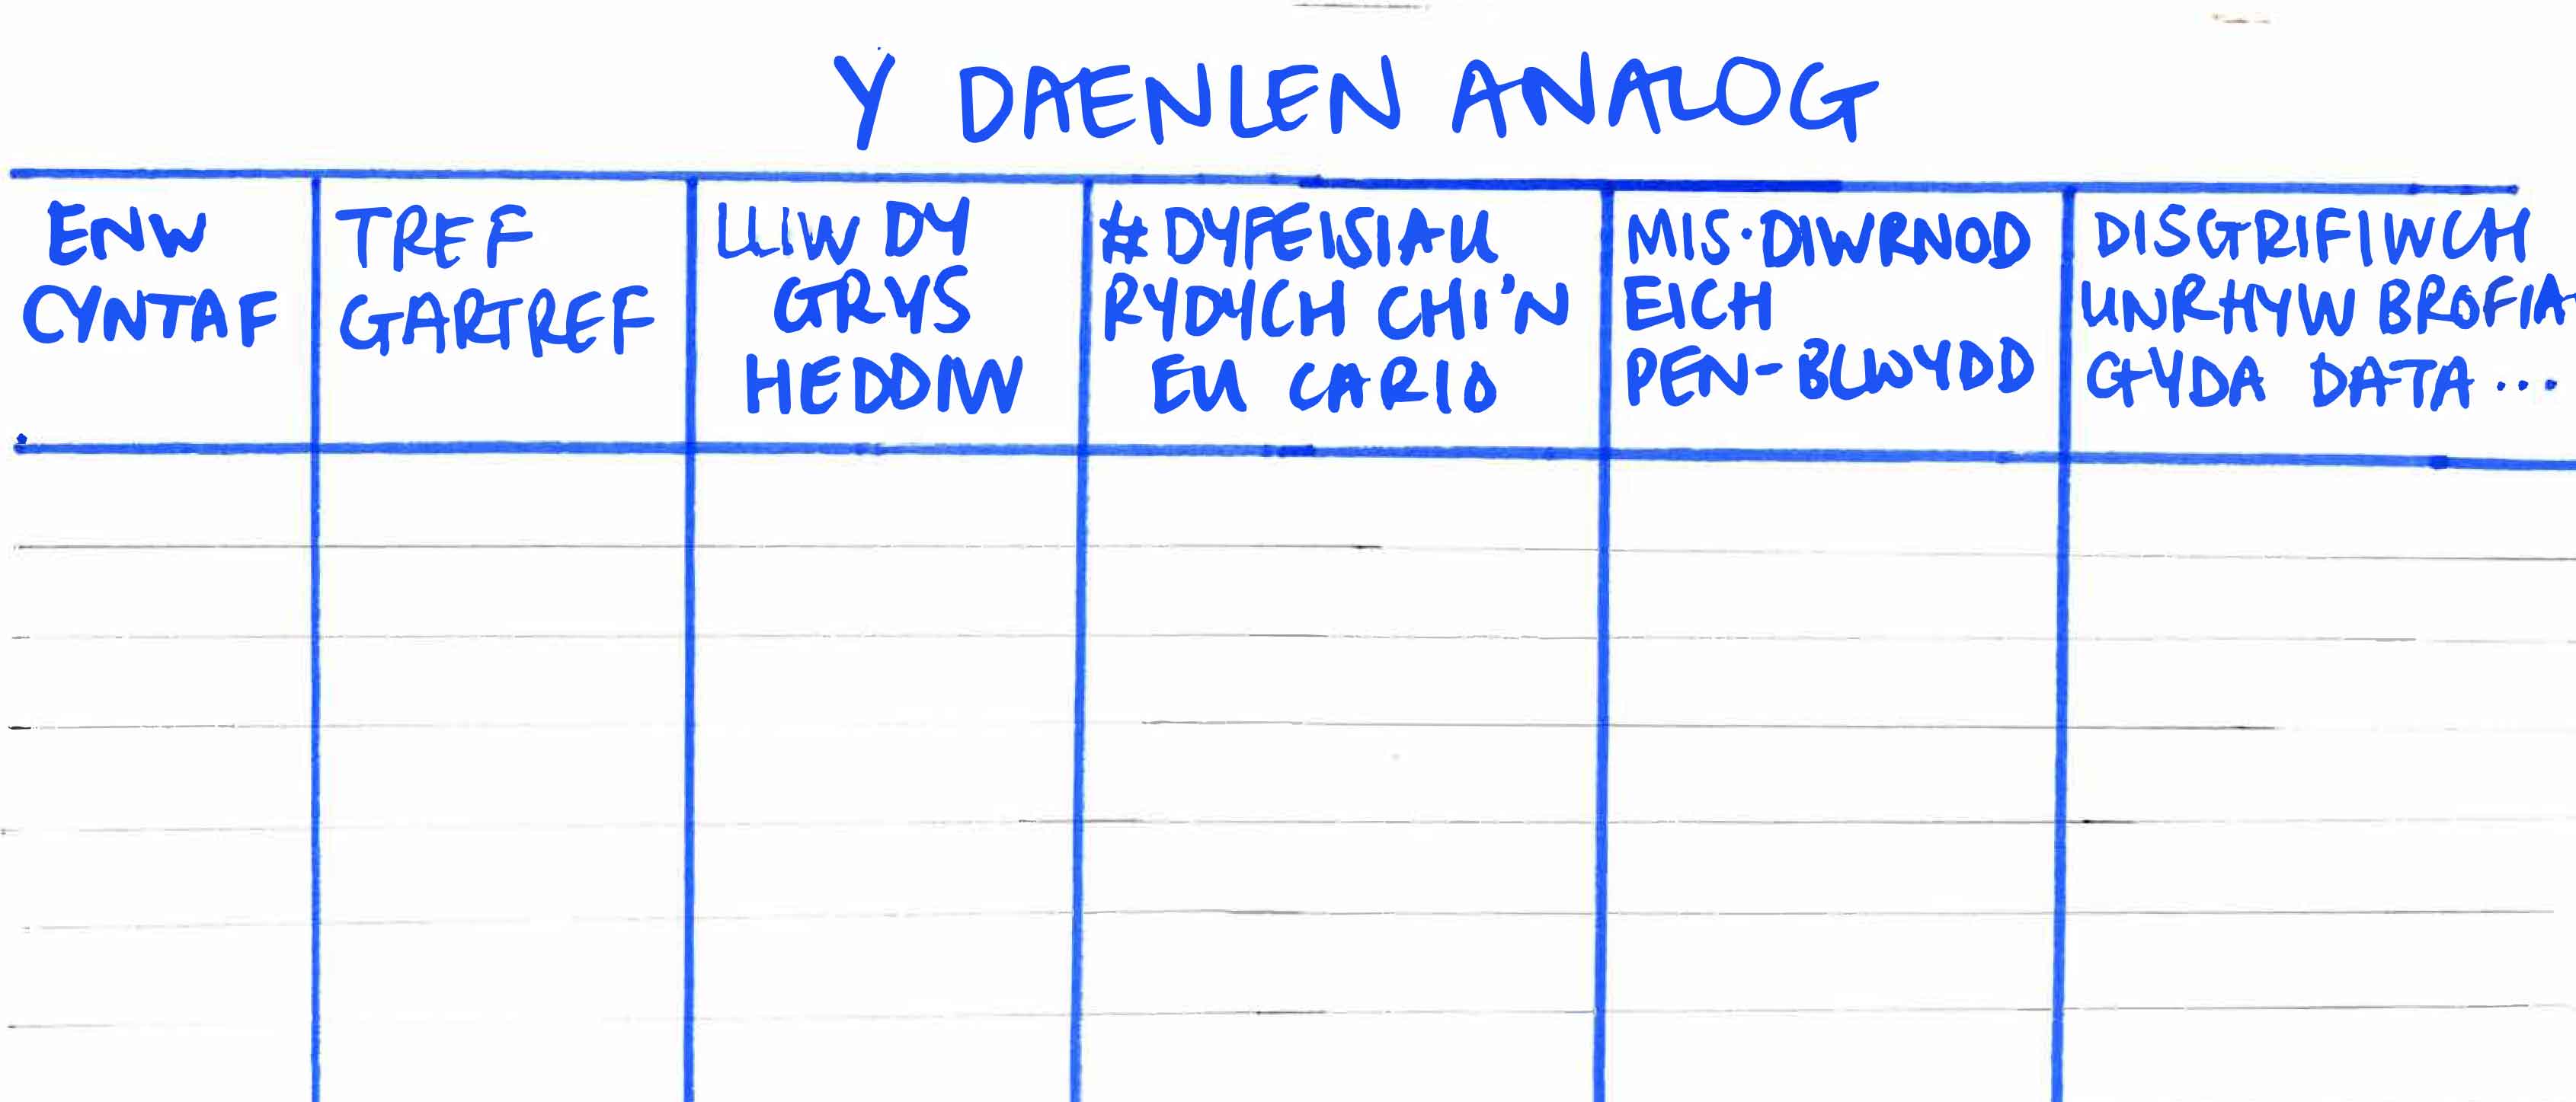 Y DAENLEN ANALOG
ENW
CYNTAF
TREF
GARTREF
LLIW DY
GRYS
HEDDIW
# DYFEISIAU
RYDYCH CHI'N
EU CARIO
MIS·DIWRNOD
EICH
PEN-BLWYDD
DISGRIFIWCH
UNRHYW BROFIA
GYDA DATA...